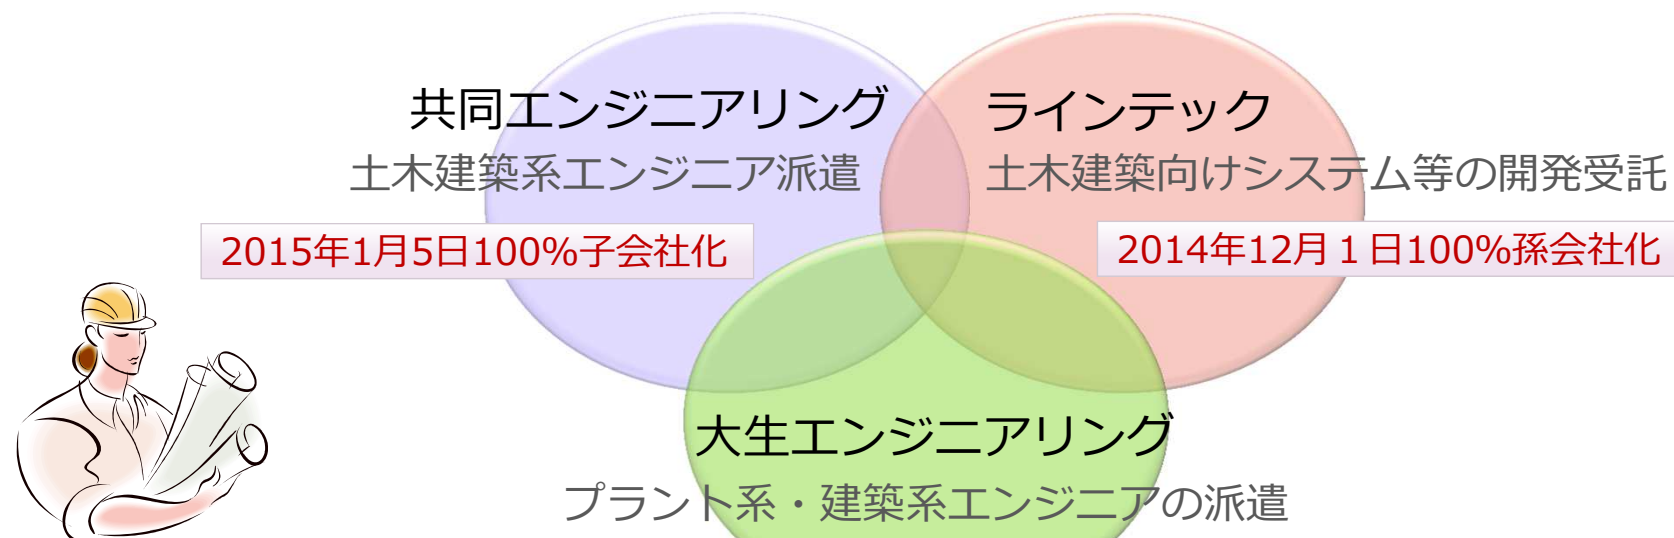 共同エンジニアリング
土木建築系エンジニア派遣
2015年1月5日100%子会社化
ラインテック
土木建築向けシステム等の開発受託
2014年12月１日100%孫会社化
大生エンジニアリング
プラント系・建築系エンジニアの派遣